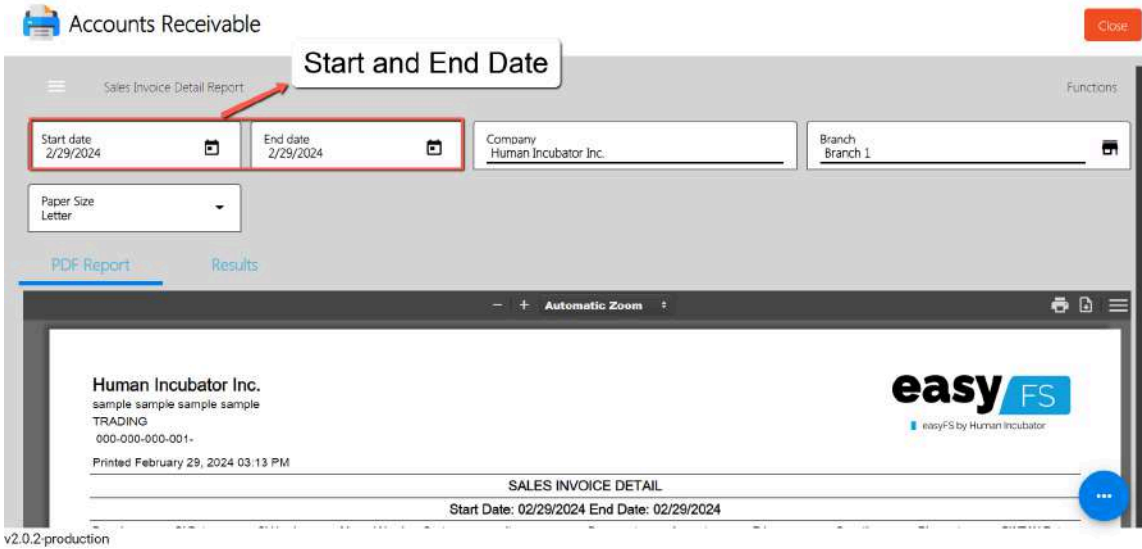 Accounts Receivable
Close
Start and End Date
Sales Invoice Detail Report
Functions
Start date
2/29/2024
End date
2/29/2024
Company
Human Incubator Inc.
Branch
Branch 1
Paper Size
Letter
PDF Report
Results
Automatic Zoom
Human Incubator Inc.
sample sample sample sample
TRADING
000-000-000-001-
Printed February 29, 2024 03:13 PM
easyFS
easyFS by Human Incubator
SALES INVOICE DETAIL
Start Date: 02/29/2024 End Date: 02/29/2024
v2.0.2-production